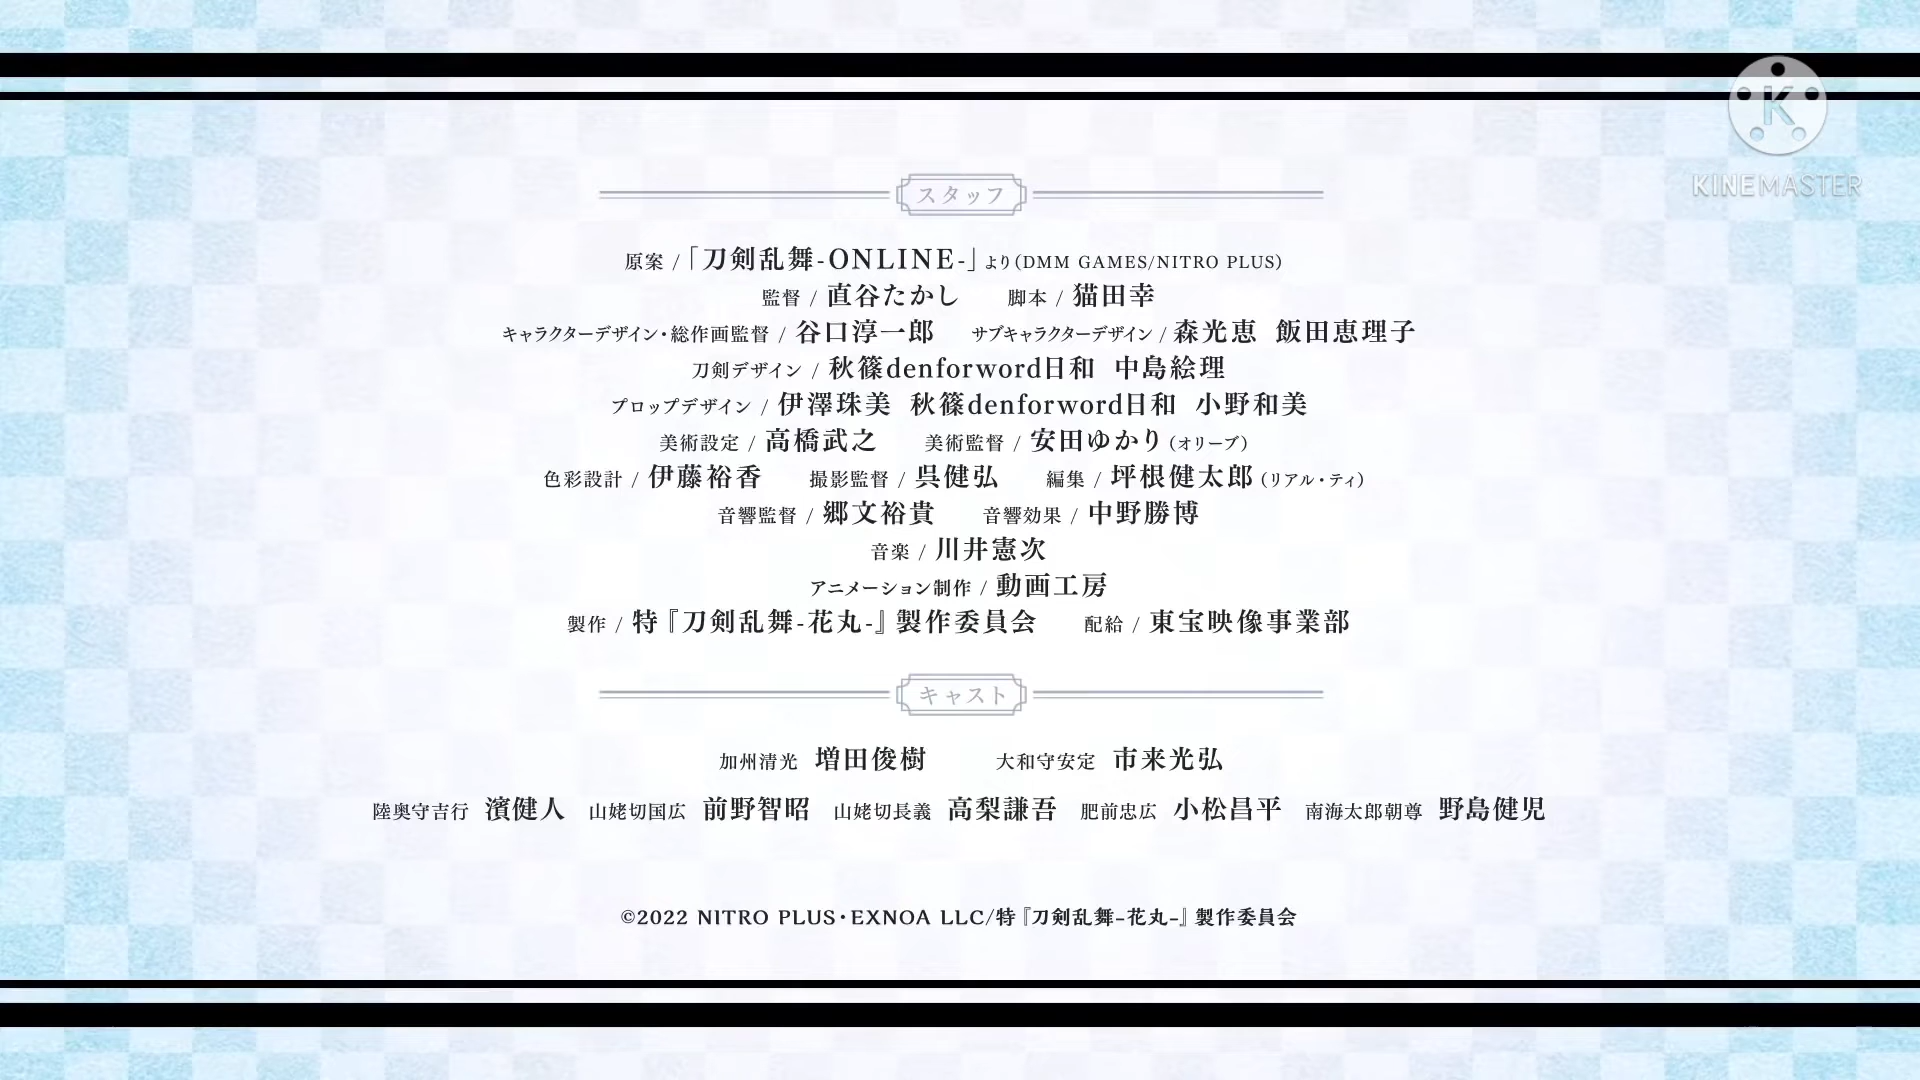 KINEMASTER
スタッフ
原案 /「刀剣乱舞-ONLINE-」より(DMM GAMES/NITRO PLUS)
監督 / 直谷たかし 脚本 / 猫田幸
キャラクターデザイン・総作画監督 / 谷口淳一郎 サブキャラクターデザイン / 森光恵 飯田恵理子
刀剣デザイン / 秋篠denforword日和 中島絵理
プロップデザイン / 伊澤珠美 秋篠denforword日和 小野和美
美術設定 / 高橋武之 美術監督 / 安田ゆかり(オリーブ)
色彩設計 / 伊藤裕香 撮影監督 / 呉健弘 編集 / 坪根健太郎(リアル・ティ)
音響監督 / 郷文裕貴 音響効果 / 中野勝博
音楽 / 川井憲次
アニメーション制作 / 動画工房
製作 / 特『刀剣乱舞-花丸-』製作委員会 配給 / 東宝映像事業部
キャスト
加州清光 増田俊樹 大和守安定 市来光弘
陸奥守吉行 濱健人 山姥切国広 前野智昭 山姥切長義 高梨謙吾 肥前忠広 小松昌平 南海太郎朝尊 野島健児
©2022 NITRO PLUS・EXNOA LLC/特『刀剣乱舞-花丸-』製作委員会